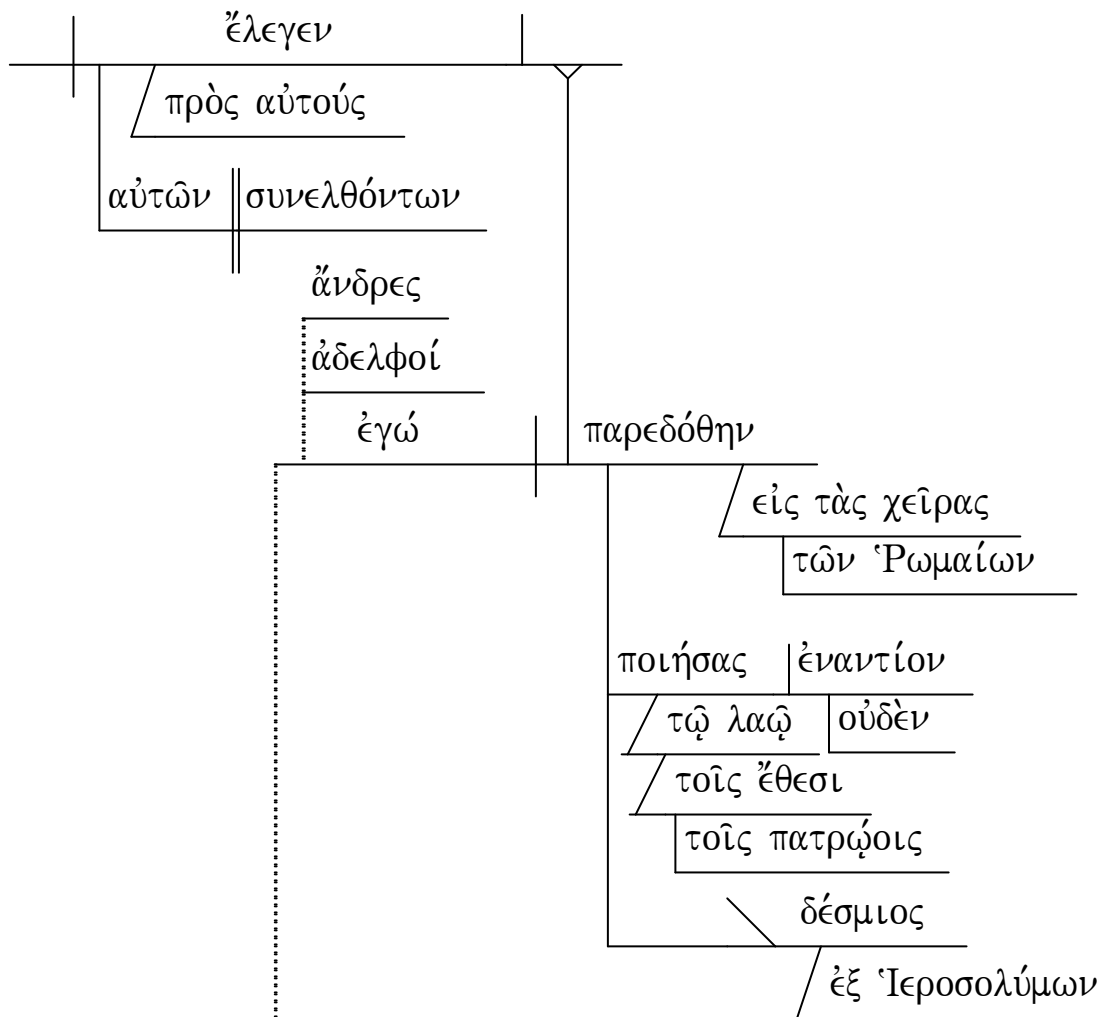 ἔλεγεν
πρὸς αὐτούς
αὐτῶν συνελθόντων
ἄνδρες
ἀδελφοί
ἐγώ παρεδόθην
εἰς τὰς χεῖρας
τῶν Ῥωμαίων
ποιήσας ἐναντίον
τῷ λαῷ οὐδὲν
τοῖς ἔθεσι
τοῖς πατρῴοις
δέσμιος
ἐξ Ἱεροσολύμων